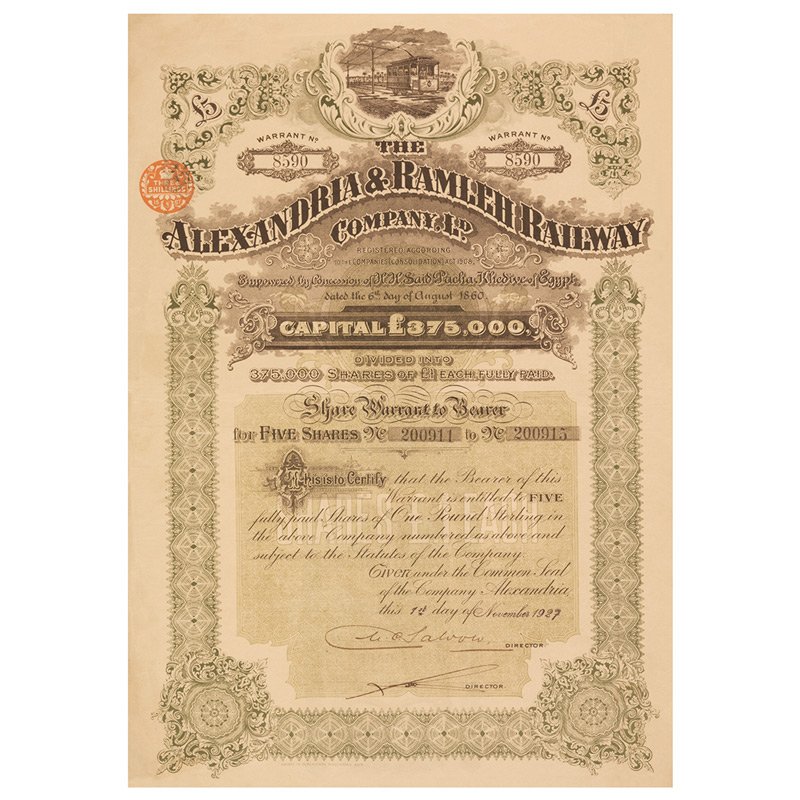 £5
£5
WARRANT Nº
8590
WARRANT Nº
8590
THREE
SHILLINGS
THE
ALEXANDRIA & RAMLEH RAILWAY
COMPANY, Lᴰ
REGISTERED, ACCORDING
TO THE COMPANIES (CONSOLIDATION) ACT 1908,
Empowered by Concession of H.H. Said Pacha, Khedive of Egypt,
dated the 6th day of August 1860.
CAPITAL £375,000,
DIVIDED INTO
375,000 SHARES OF £1 EACH, FULLY PAID.
Share Warrant to Bearer
for FIVE SHARES Nº 200911 to Nº 200915
This is to Certify that the Bearer of this
Warrant is entitled to FIVE
fully paid Shares of One Pound Sterling in
the above Company numbered as above and
subject to the Statutes of the Company.
Given under the Common Seal
of the Company Alexandria,
this 1st day of November 1927
DIRECTOR.
DIRECTOR.